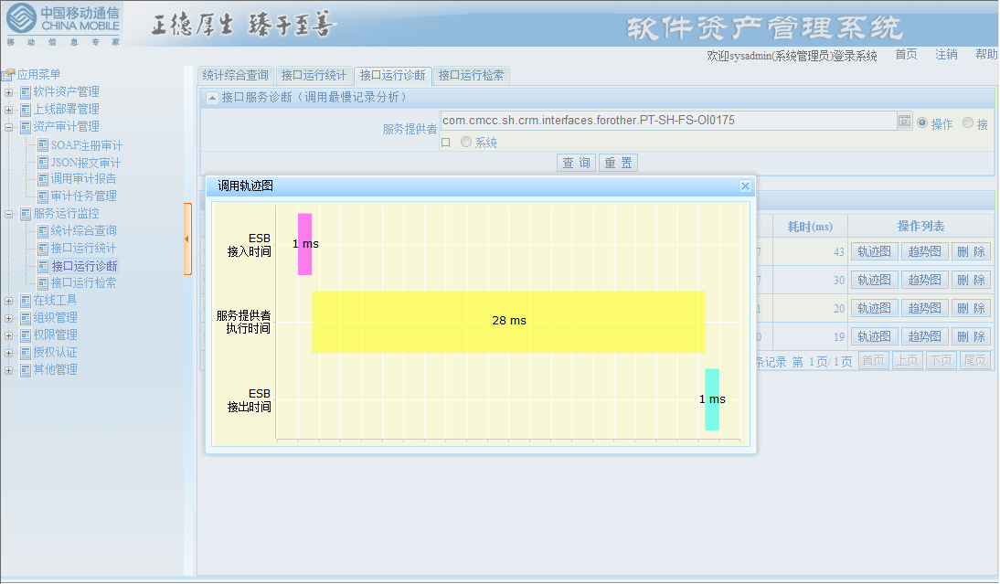 中国移动通信
CHINA MOBILE
移 动 信 息 专 家
正德厚生 臻于至善
软件资产管理系统
欢迎sysadmin(系统管理员)登录系统 首页 注销 帮助
应用菜单
软件资产管理
上线部署管理
资产审计管理
SOAP注册审计
JSON报文审计
调用审计报告
审计任务管理
服务运行监控
统计综合查询
接口运行统计
接口运行诊断
接口运行检索
在线工具
组织管理
权限管理
授权认证
其他管理
统计综合查询 接口运行统计 接口运行诊断 接口运行检索
接口服务诊断（调用最慢记录分析）
服务提供者 com.cmcc.sh.crm.interfaces.forother.PT-SH-FS-OI0175 操作 接
口 系统
查 询 重 置
调用轨迹图
ESB
接入时间
1 ms
服务提供者
执行时间
28 ms
ESB
接出时间
1 ms
耗时(ms) 操作列表
7 43 轨迹图 趋势图 删 除
7 30 轨迹图 趋势图 删 除
1 20 轨迹图 趋势图 删 除
0 19 轨迹图 趋势图 删 除
条记录 第 1页/1页 首页 上页 下页 尾页